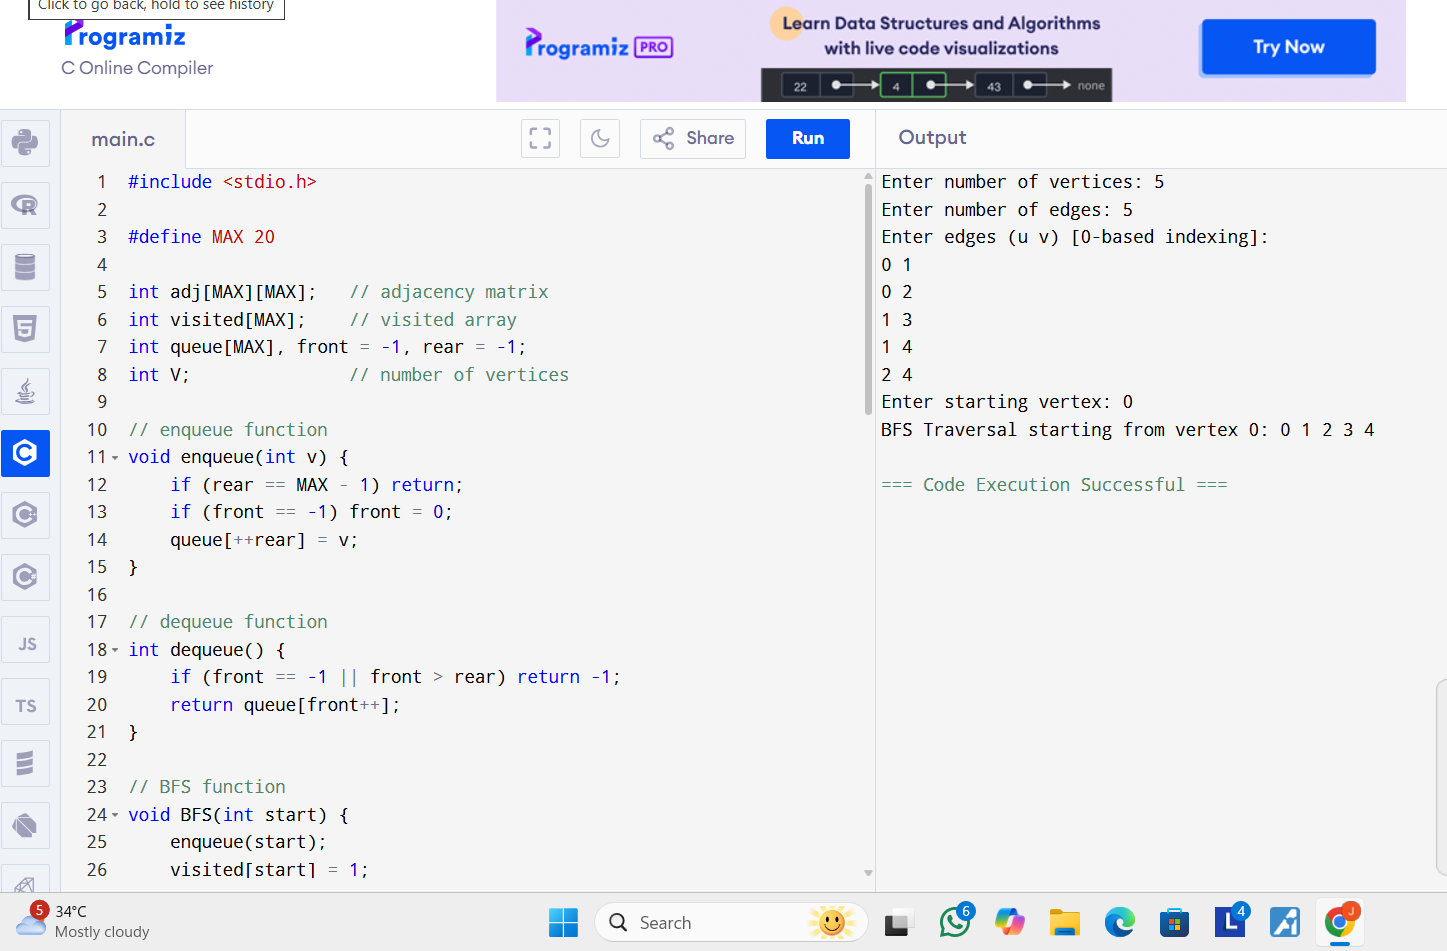 Click to go back, hold to see history
Programiz
C Online Compiler
Programiz PRO
Learn Data Structures and Algorithms
with live code visualizations
22 4 43 none
Try Now
main.c
Share
Run
Output
1 #include <stdio.h>
2
3 #define MAX 20
4
5 int adj[MAX][MAX];   // adjacency matrix
6 int visited[MAX];    // visited array
7 int queue[MAX], front = -1, rear = -1;
8 int V;               // number of vertices
9
10 // enqueue function
11 void enqueue(int v) {
12     if (rear == MAX - 1) return;
13     if (front == -1) front = 0;
14     queue[++rear] = v;
15 }
16
17 // dequeue function
18 int dequeue() {
19     if (front == -1 || front > rear) return -1;
20     return queue[front++];
21 }
22
23 // BFS function
24 void BFS(int start) {
25     enqueue(start);
26     visited[start] = 1;
Enter number of vertices: 5
Enter number of edges: 5
Enter edges (u v) [0-based indexing]:
0 1
0 2
1 3
1 4
2 4
Enter starting vertex: 0
BFS Traversal starting from vertex 0: 0 1 2 3 4
=== Code Execution Successful ===
R
5
C
C
C
JS
TS
5
34°C
Mostly cloudy
Search
6
L
4
J